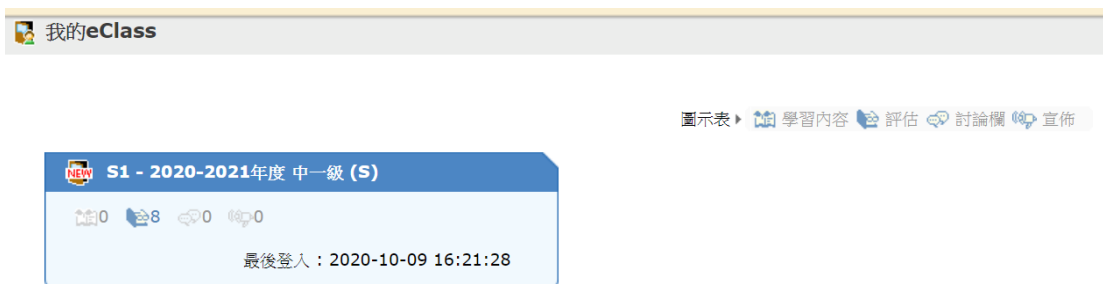 我的eClass
圖示表 學習內容 評估 討論欄 宣佈
NEW S1 - 2020-2021年度 中一級 (S)
0 8 0 0
最後登入 : 2020-10-09 16:21:28